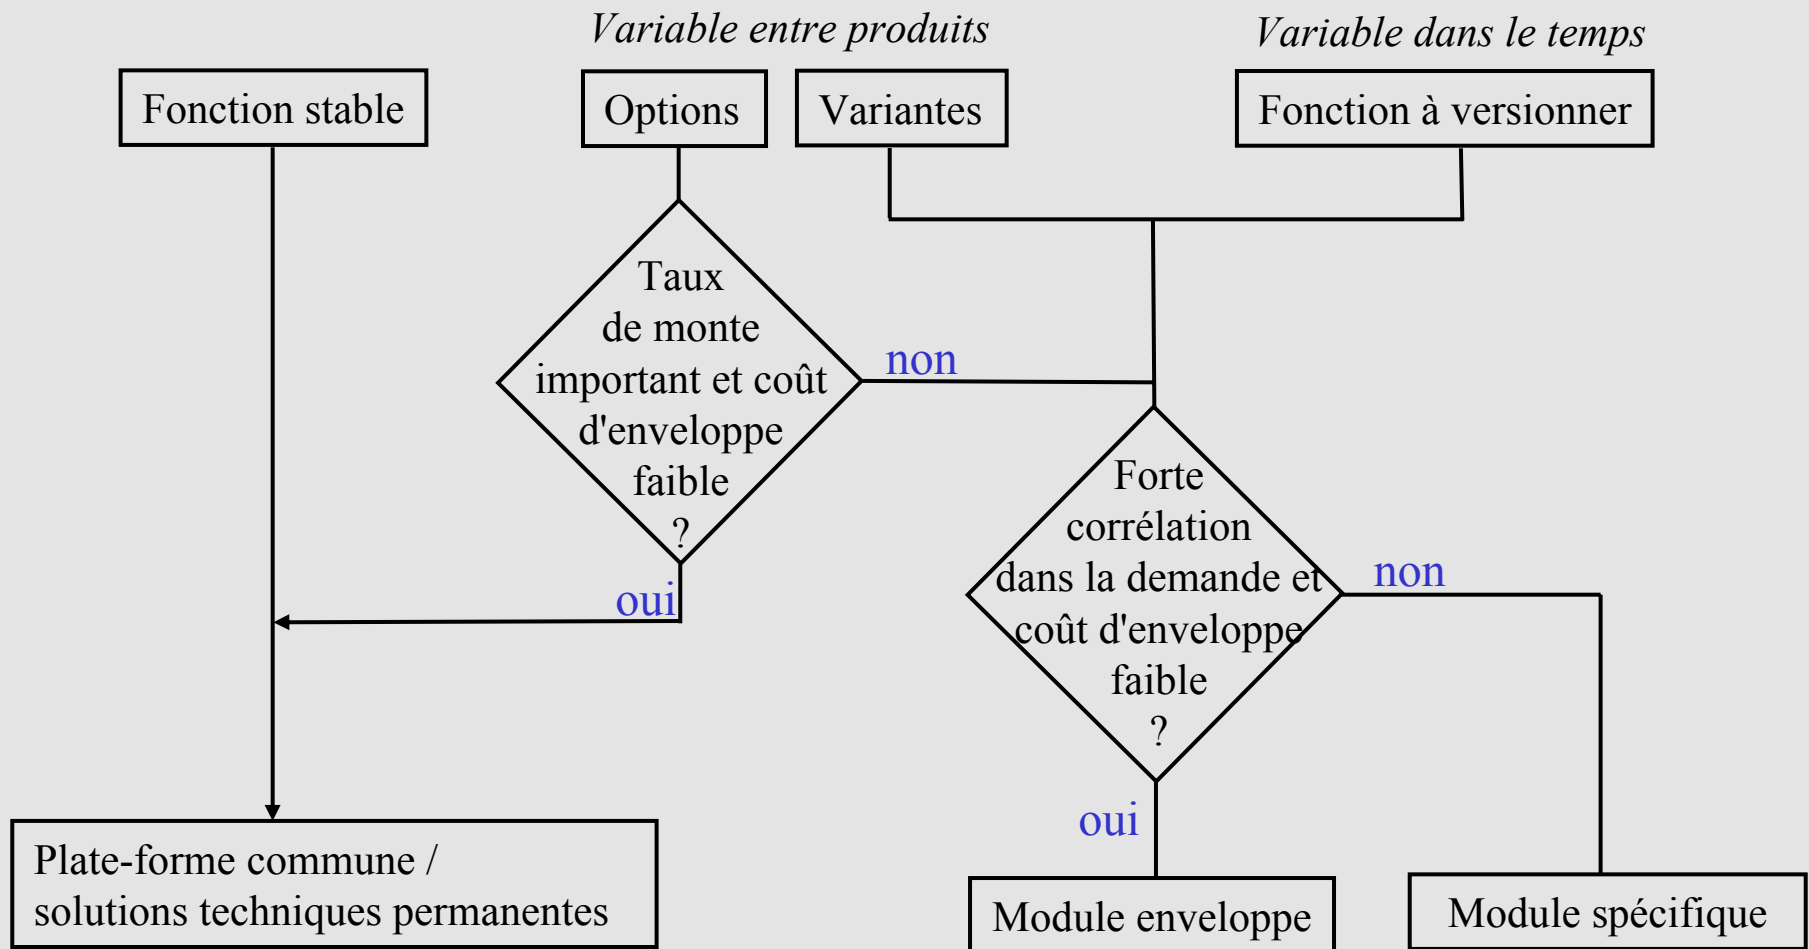 Variable entre produits
Variable dans le temps
Fonction stable
Options
Variantes
Fonction à versionner
Taux
de monte
important et coût
d'enveloppe
faible
?
non
oui
Forte
corrélation
dans la demande et
coût d'enveloppe
faible
?
non
oui
Plate-forme commune /
solutions techniques permanentes
Module enveloppe
Module spécifique